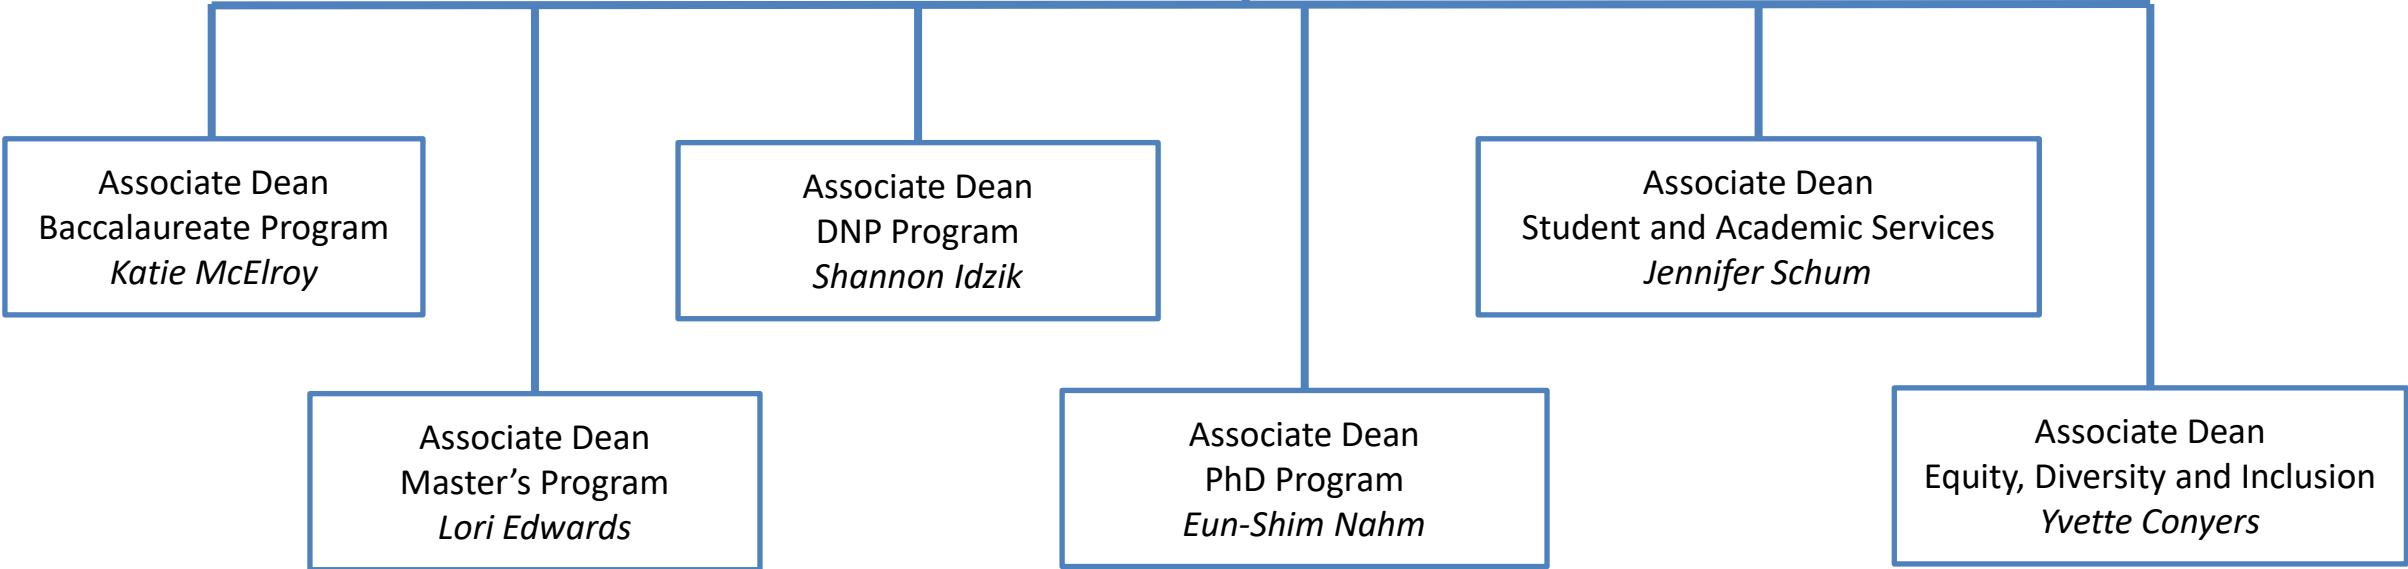 Associate Dean
Baccalaureate Program
Katie McElroy
Associate Dean
DNP Program
Shannon Idzik
Associate Dean
Student and Academic Services
Jennifer Schum
Associate Dean
Master’s Program
Lori Edwards
Associate Dean
PhD Program
Eun-Shim Nahm
Associate Dean
Equity, Diversity and Inclusion
Yvette Conyers